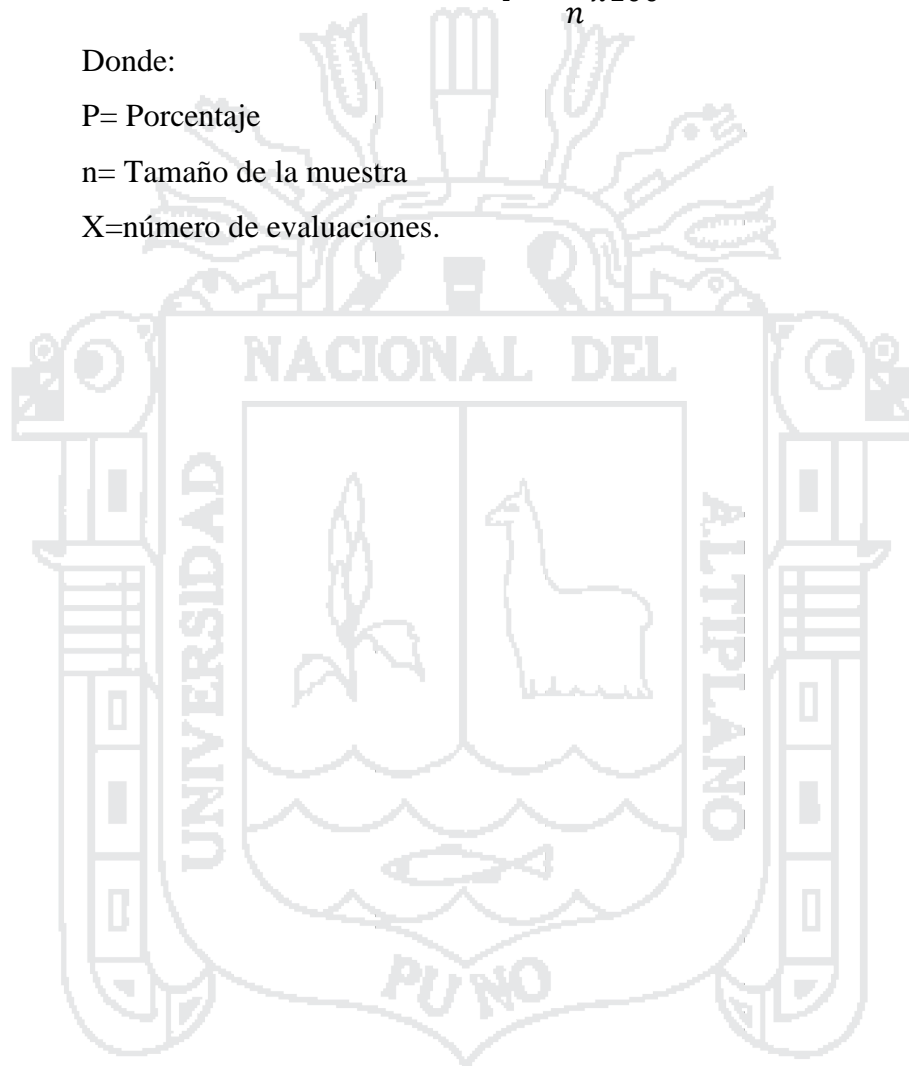 n
Donde:
P= Porcentaje
n= Tamaño de la muestra
X=número de evaluaciones.
NACIONAL DEL
UNIVERSIDAD
ALTIPLANO
PUNO